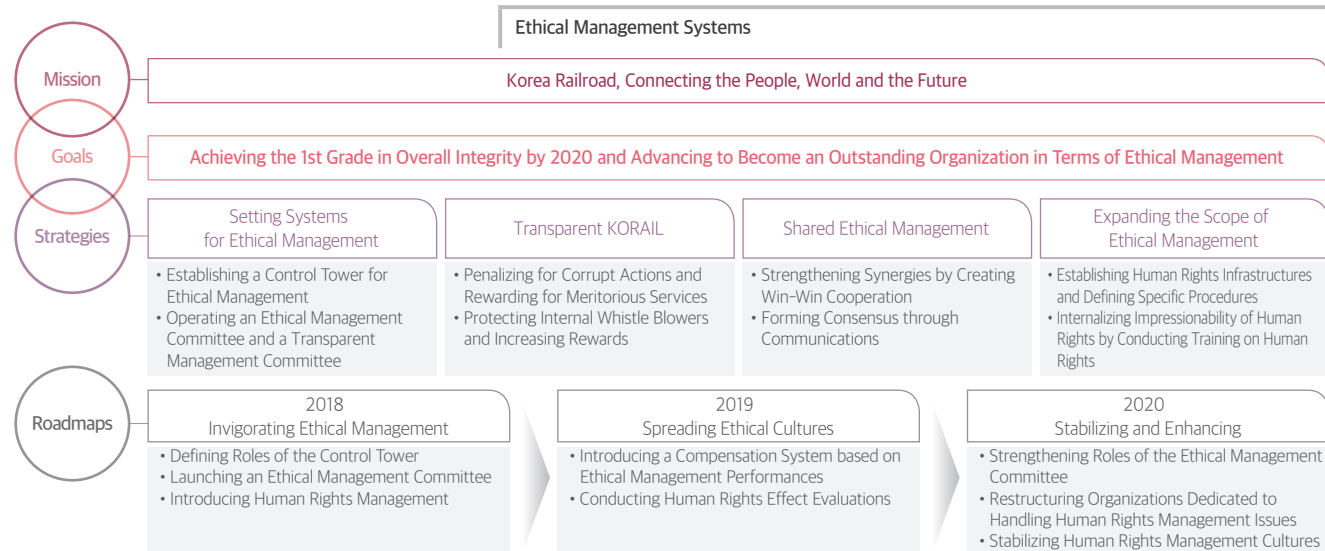 Ethical Management Systems
Mission
Korea Railroad, Connecting the People, World and the Future
Goals
Achieving the 1st Grade in Overall Integrity by 2020 and Advancing to Become an Outstanding Organization in Terms of Ethical Management
Strategies
Setting Systems
for Ethical Management
• Establishing a Control Tower for
Ethical Management
• Operating an Ethical Management
Committee and a Transparent
Management Committee
Transparent KORAIL
• Penalizing for Corrupt Actions and
Rewarding for Meritorious Services
• Protecting Internal Whistle Blowers
and Increasing Rewards
Shared Ethical Management
• Strengthening Synergies by Creating
Win-Win Cooperation
• Forming Consensus through
Communications
Expanding the Scope of
Ethical Management
• Establishing Human Rights Infrastructures
and Defining Specific Procedures
• Internalizing Impressionability of Human
Rights by Conducting Training on Human
Rights
Roadmaps
2018
Invigorating Ethical Management
• Defining Roles of the Control Tower
• Launching an Ethical Management Committee
• Introducing Human Rights Management
2019
Spreading Ethical Cultures
• Introducing a Compensation System based on
Ethical Management Performances
• Conducting Human Rights Effect Evaluations
2020
Stabilizing and Enhancing
• Strengthening Roles of the Ethical Management
Committee
• Restructuring Organizations Dedicated to
Handling Human Rights Management Issues
• Stabilizing Human Rights Management Cultures